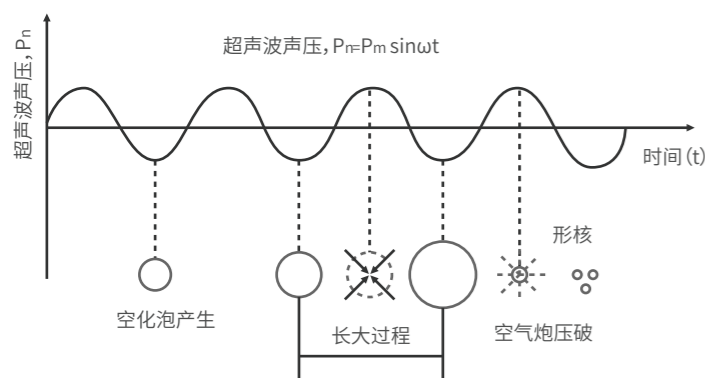 超声波声压，Pn=Pm sinωt
超声波声压，Pn
时间（t）
形核
空化泡产生
长大过程
空气炮压破